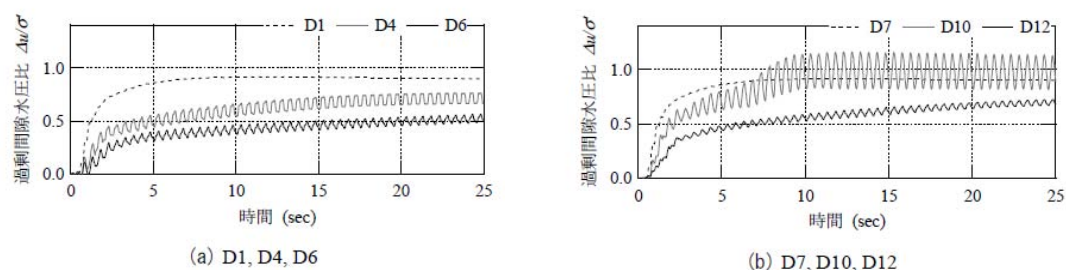 D1 D4 D6
過剰間隙水圧比 Δu/σ'
1.0
0.5
0.0
0 5 10 15 20 25
時間 (sec)
(a) D1, D4, D6
D7 D10 D12
過剰間隙水圧比 Δu/σ'
1.0
0.5
0.0
0 5 10 15 20 25
時間 (sec)
(b) D7, D10, D12